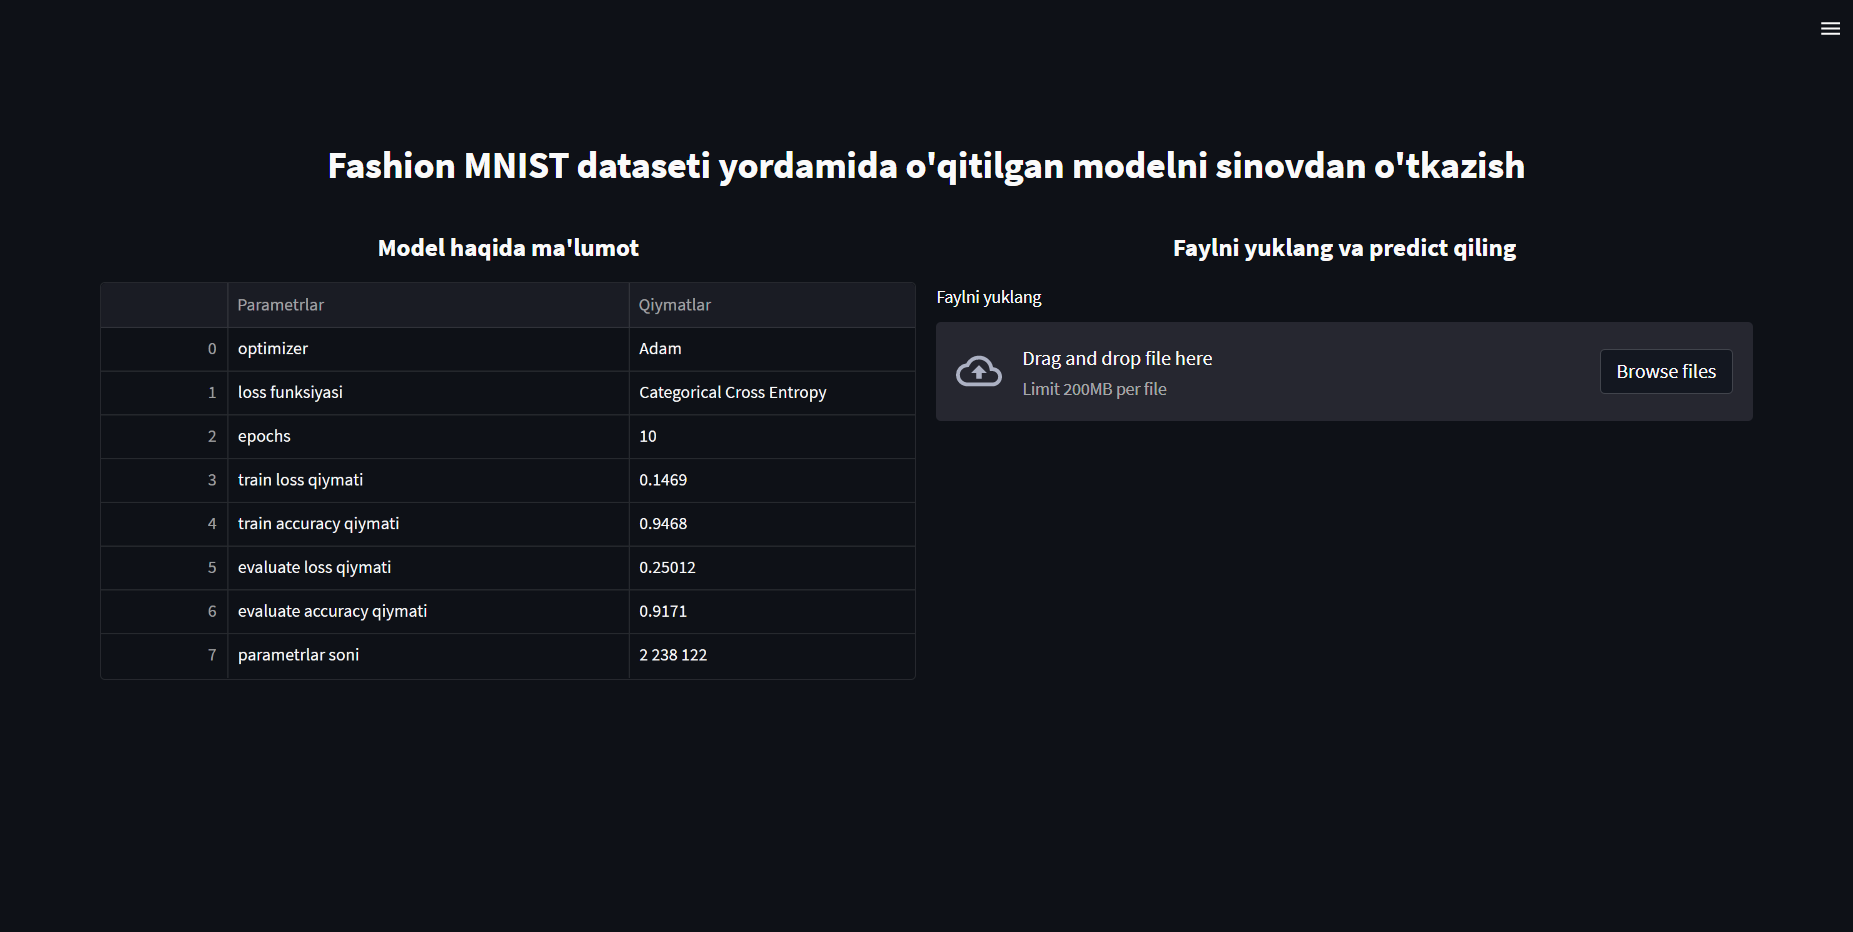 Fashion MNIST dataseti yordamida o'qitilgan modelni sinovdan o'tkazish
Model haqida ma'lumot
Parametrlar Qiymatlar
0 optimizer Adam
1 loss funksiyasi Categorical Cross Entropy
2 epochs 10
3 train loss qiymati 0.1469
4 train accuracy qiymati 0.9468
5 evaluate loss qiymati 0.25012
6 evaluate accuracy qiymati 0.9171
7 parametrlar soni 2 238 122
Faylni yuklang va predict qiling
Faylni yuklang
Drag and drop file here
Limit 200MB per file
Browse files